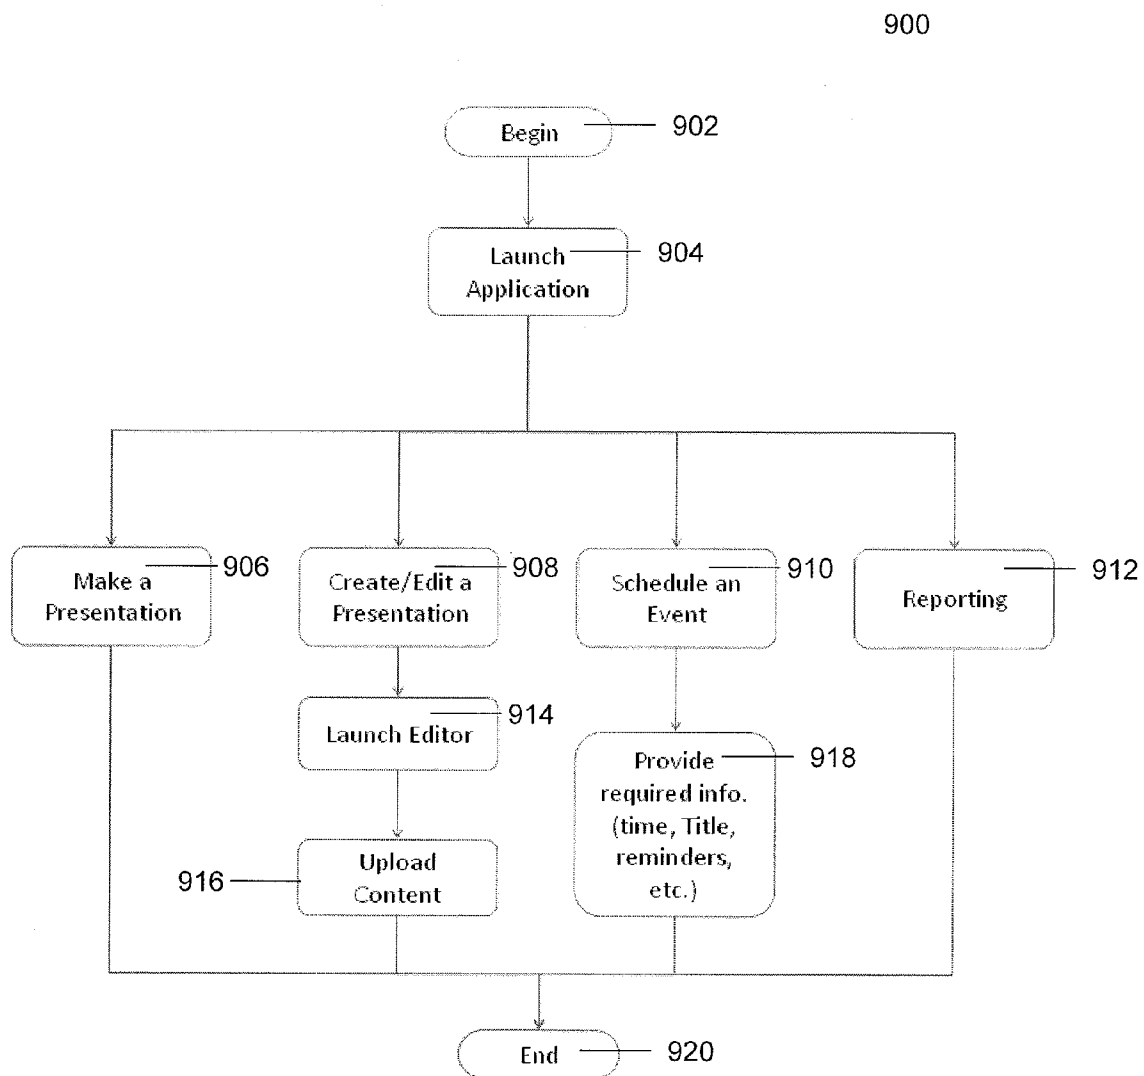 900
Begin
902
Launch
Application
904
Make a
Presentation
906
Create/Edit a
Presentation
908
Schedule an
Event
910
Reporting
912
Launch Editor
914
Provide
required info.
(time, Title,
reminders,
etc.)
918
Upload
Content
916
End
920